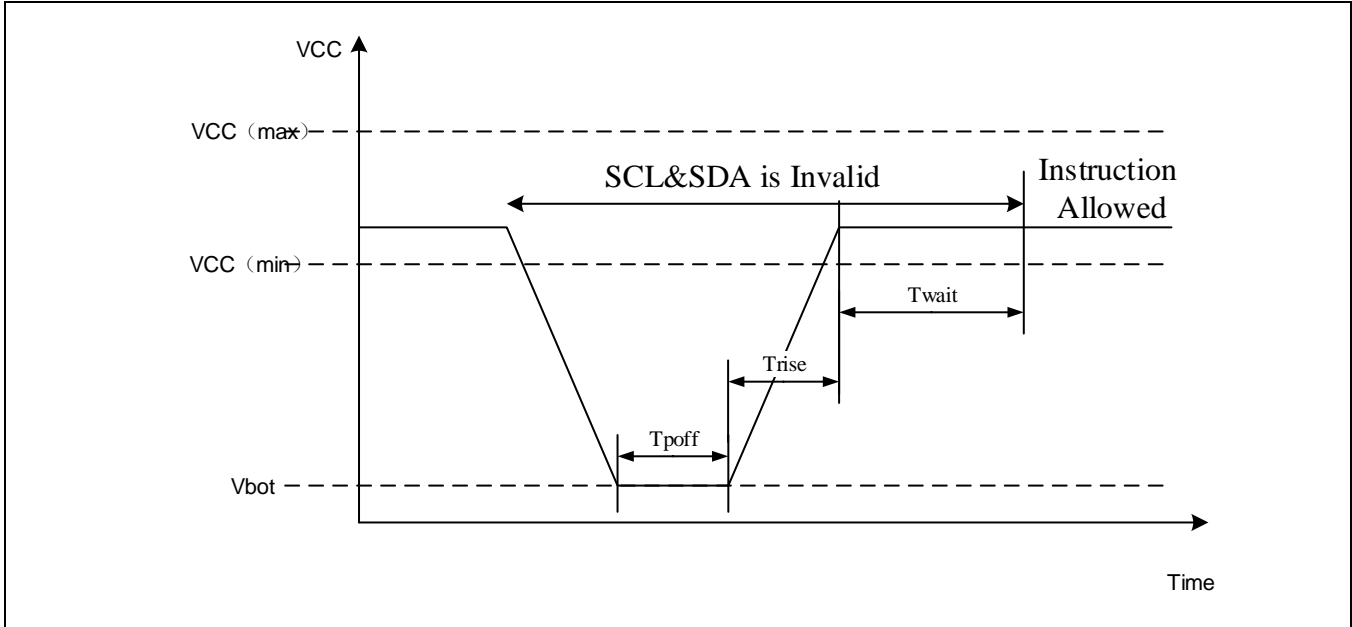 VCC
VCC（max）
SCL&SDA is Invalid
Instruction
Allowed
VCC（min）
Twait
Trise
Tpoff
Vbot
Time